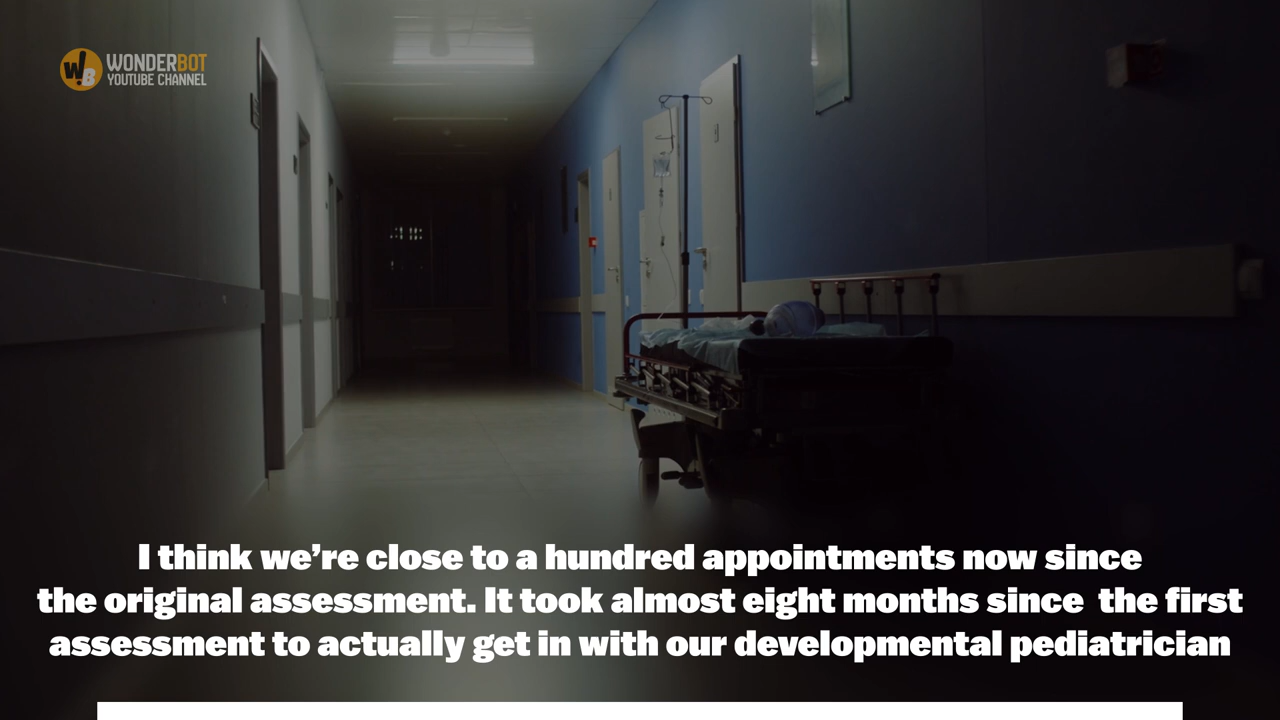 W!B
WONDERBOT
YOUTUBE CHANNEL
I think we’re close to a hundred appointments now since
the original assessment. It took almost eight months since  the first
assessment to actually get in with our developmental pediatrician